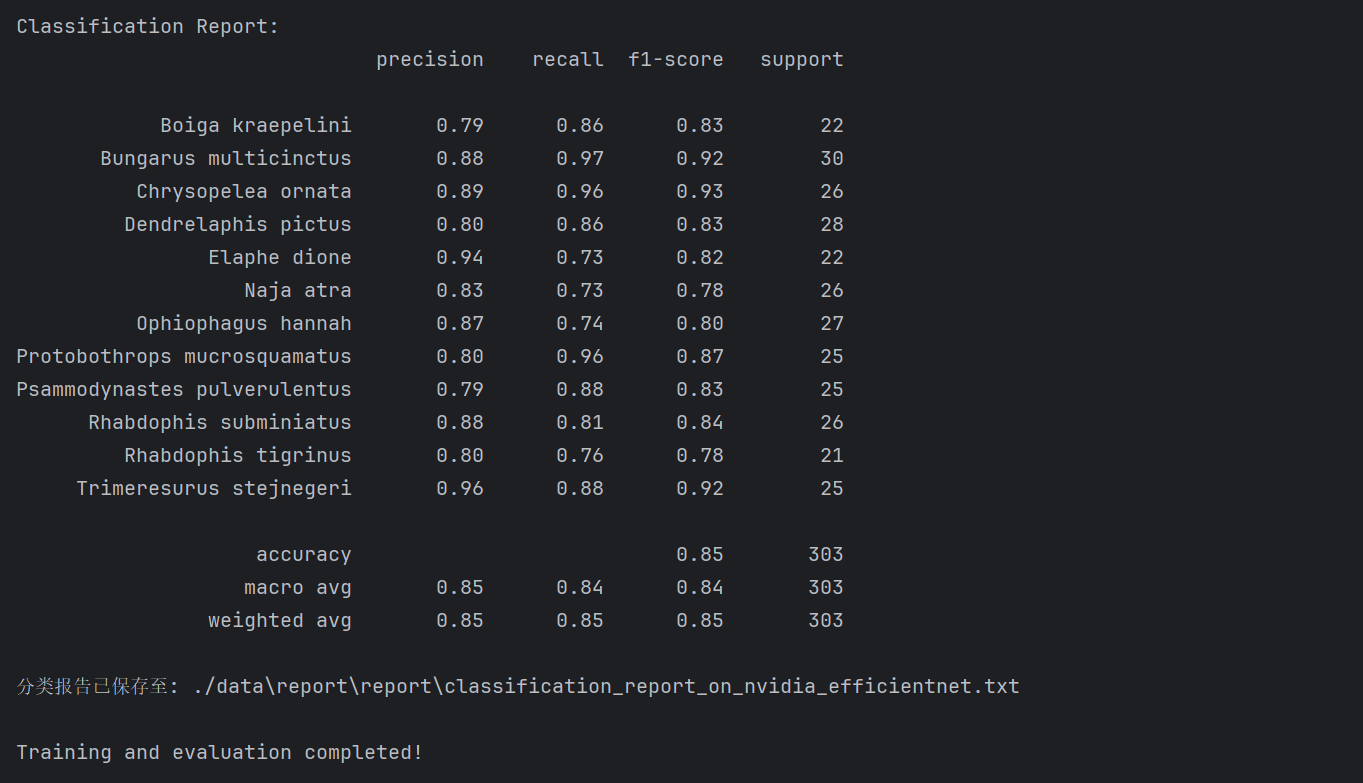 Classification Report:
precision recall f1-score support
Boiga kraepelini 0.79 0.86 0.83 22
Bungarus multicinctus 0.88 0.97 0.92 30
Chrysopelea ornata 0.89 0.96 0.93 26
Dendrelaphis pictus 0.80 0.86 0.83 28
Elaphe dione 0.94 0.73 0.82 22
Naja atra 0.83 0.73 0.78 26
Ophiophagus hannah 0.87 0.74 0.80 27
Protobothrops mucrosquamatus 0.80 0.96 0.87 25
Psammodynastes pulverulentus 0.79 0.88 0.83 25
Rhabdophis subminiatus 0.88 0.81 0.84 26
Rhabdophis tigrinus 0.80 0.76 0.78 21
Trimeresurus stejnegeri 0.96 0.88 0.92 25
accuracy 0.85 303
macro avg 0.85 0.84 0.84 303
weighted avg 0.85 0.85 0.85 303
分类报告已保存至: ./data\report\report\classification_report_on_nvidia_efficientnet.txt
Training and evaluation completed!